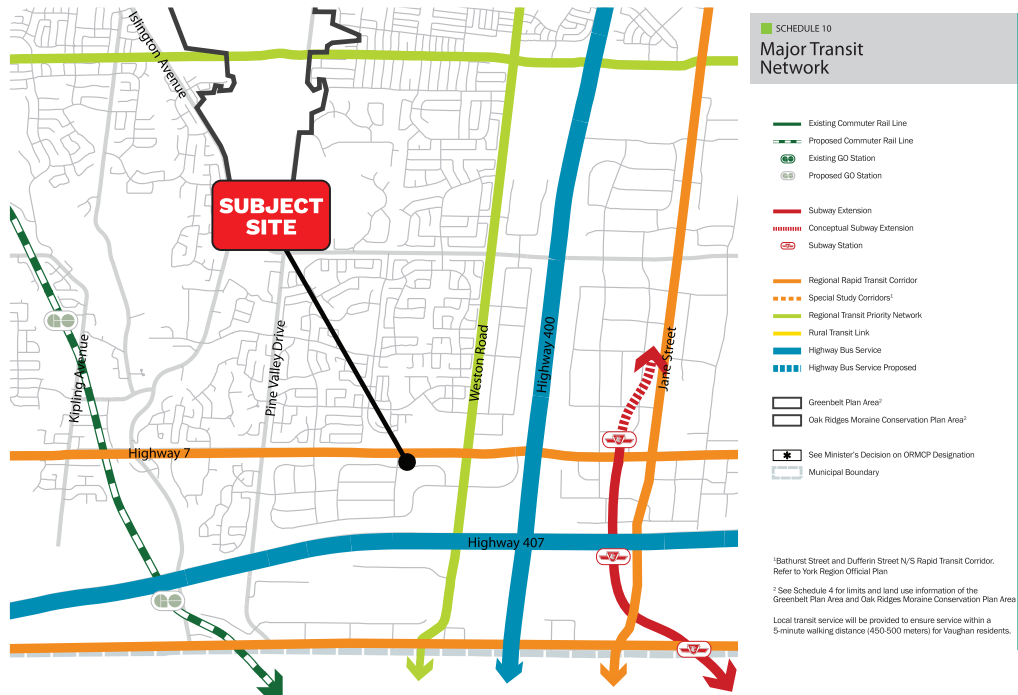 Islington Avenue
SUBJECT
SITE
Kipling Avenue
Pine Valley Drive
Weston Road
Highway 400
Jane Street
Highway 7
Highway 407
GO
GO
SCHEDULE 10
Major Transit
Network
Existing Commuter Rail Line
Proposed Commuter Rail Line
GO Existing GO Station
GO Proposed GO Station
Subway Extension
Conceptual Subway Extension
Subway Station
Regional Rapid Transit Corridor
Special Study Corridors¹
Regional Transit Priority Network
Rural Transit Link
Highway Bus Service
Highway Bus Service Proposed
Greenbelt Plan Area²
Oak Ridges Moraine Conservation Plan Area²
See Minister's Decision on ORMCP Designation
Municipal Boundary
¹Bathurst Street and Dufferin Street N/S Rapid Transit Corridor.
Refer to York Region Official Plan
² See Schedule 4 for limits and land use information of the
Greenbelt Plan Area and Oak Ridges Moraine Conservation Plan Area
Local transit service will be provided to ensure service within a
5-minute walking distance (450-500 meters) for Vaughan residents.